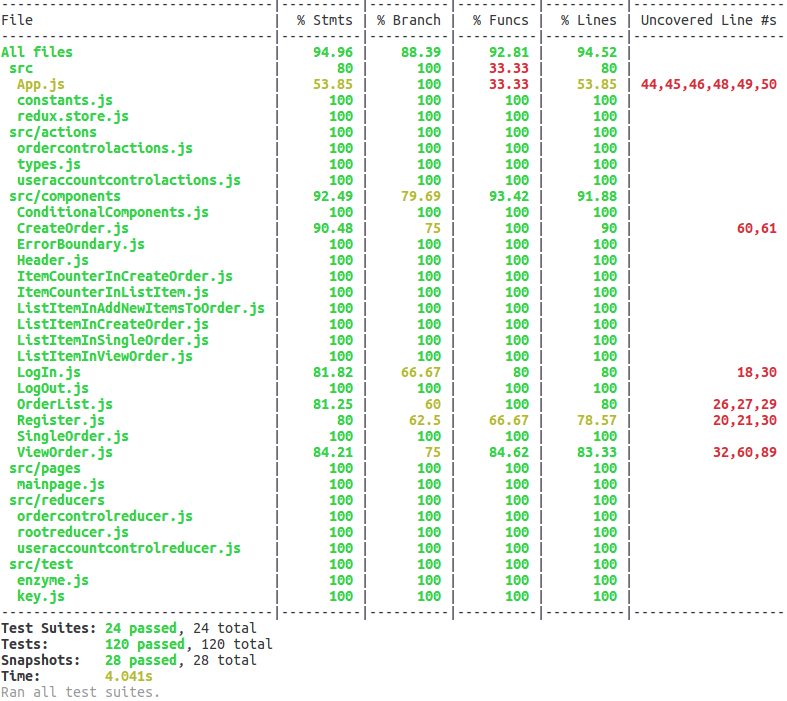 -----------------------------------|----------|----------|----------|----------|-------------------|
File | % Stmts | % Branch | % Funcs | % Lines | Uncovered Line #s
-----------------------------------|----------|----------|----------|----------|-------------------|
All files | 94.96 | 88.39 | 92.81 | 94.52 |
src | 80 | 100 | 33.33 | 80 |
App.js | 53.85 | 100 | 33.33 | 53.85 | 44,45,46,48,49,50
constants.js | 100 | 100 | 100 | 100 |
redux.store.js | 100 | 100 | 100 | 100 |
src/actions | 100 | 100 | 100 | 100 |
ordercontrolactions.js | 100 | 100 | 100 | 100 |
types.js | 100 | 100 | 100 | 100 |
useraccountcontrolactions.js | 100 | 100 | 100 | 100 |
src/components | 92.49 | 79.69 | 93.42 | 91.88 |
ConditionalComponents.js | 100 | 100 | 100 | 100 |
CreateOrder.js | 90.48 | 75 | 100 | 90 | 60,61
ErrorBoundary.js | 100 | 100 | 100 | 100 |
Header.js | 100 | 100 | 100 | 100 |
ItemCounterInCreateOrder.js | 100 | 100 | 100 | 100 |
ItemCounterInListItem.js | 100 | 100 | 100 | 100 |
ListItemInAddNewItemsToOrder.js | 100 | 100 | 100 | 100 |
ListItemInCreateOrder.js | 100 | 100 | 100 | 100 |
ListItemInSingleOrder.js | 100 | 100 | 100 | 100 |
ListItemInViewOrder.js | 100 | 100 | 100 | 100 |
LogIn.js | 81.82 | 66.67 | 80 | 80 | 18,30
LogOut.js | 100 | 100 | 100 | 100 |
OrderList.js | 81.25 | 60 | 100 | 80 | 26,27,29
Register.js | 80 | 62.5 | 66.67 | 78.57 | 20,21,30
SingleOrder.js | 100 | 100 | 100 | 100 |
ViewOrder.js | 84.21 | 75 | 84.62 | 83.33 | 32,60,89
src/pages | 100 | 100 | 100 | 100 |
mainpage.js | 100 | 100 | 100 | 100 |
src/reducers | 100 | 100 | 100 | 100 |
ordercontrolreducer.js | 100 | 100 | 100 | 100 |
rootreducer.js | 100 | 100 | 100 | 100 |
useraccountcontrolreducer.js | 100 | 100 | 100 | 100 |
src/test | 100 | 100 | 100 | 100 |
enzyme.js | 100 | 100 | 100 | 100 |
key.js | 100 | 100 | 100 | 100 |
-----------------------------------|----------|----------|----------|----------|-------------------|
Test Suites: 24 passed, 24 total
Tests: 120 passed, 120 total
Snapshots: 28 passed, 28 total
Time: 4.041s
Ran all test suites.